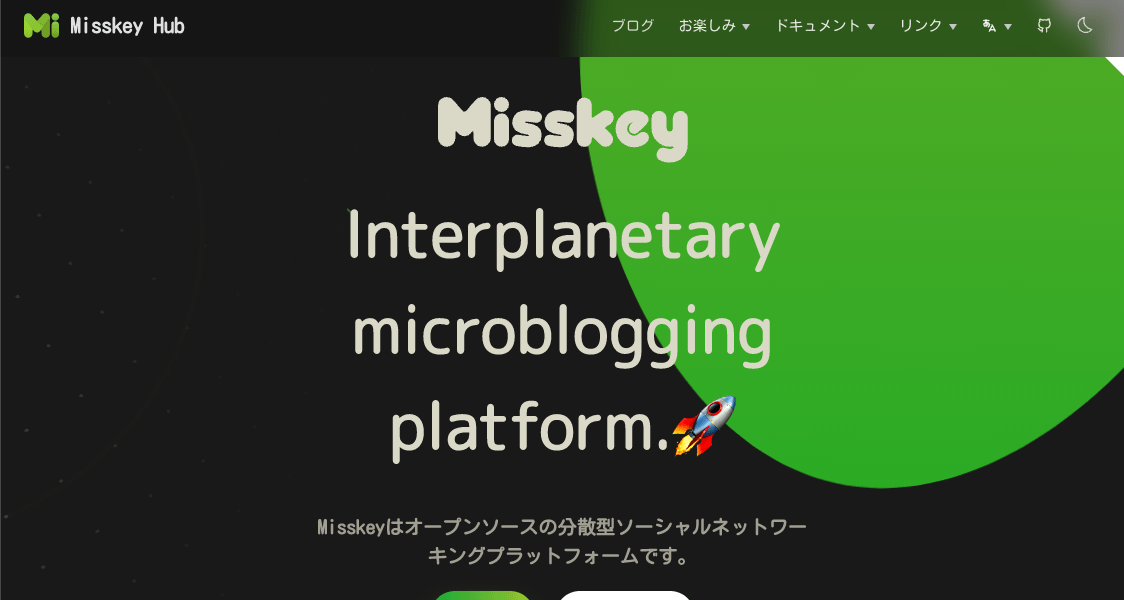 Misskey Hub
ブログ お楽しみ ドキュメント リンク あA
Misskey
Interplanetary
microblogging
platform.🚀
Misskeyはオープンソースの分散型ソーシャルネットワー
キングプラットフォームです。